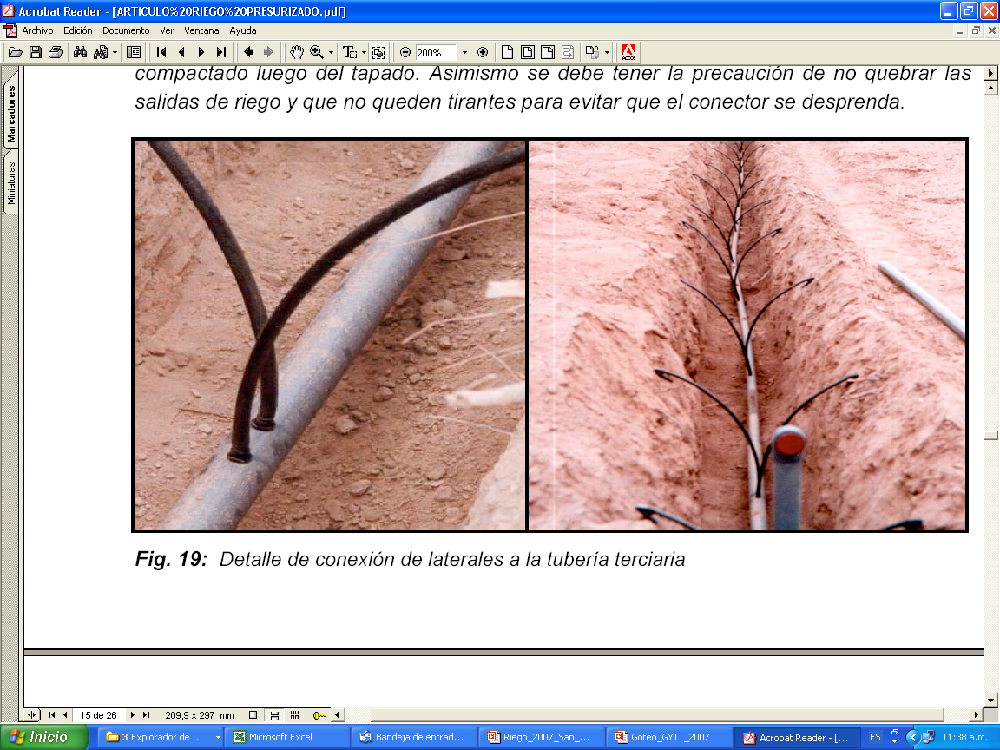 Acrobat Reader - [ARTICULO%20RIEGO%20PRESURIZADO.pdf]
Archivo Edición Documento Ver Ventana Ayuda
200%
Adobe
Marcadores
Miniaturas
compactado luego del tapado. Asimismo se debe tener la precaución de no quebrar las
salidas de riego y que no queden tirantes para evitar que el conector se desprenda.
Fig. 19: Detalle de conexión de laterales a la tubería terciaria
15 de 26
209,9 x 297 mm
Inicio
3 Explorador de ...
Microsoft Excel
Bandeja de entrad...
Riego_2007_San_...
Goteo_GYTT_2007
Acrobat Reader - [...
ES
11:38 a.m.